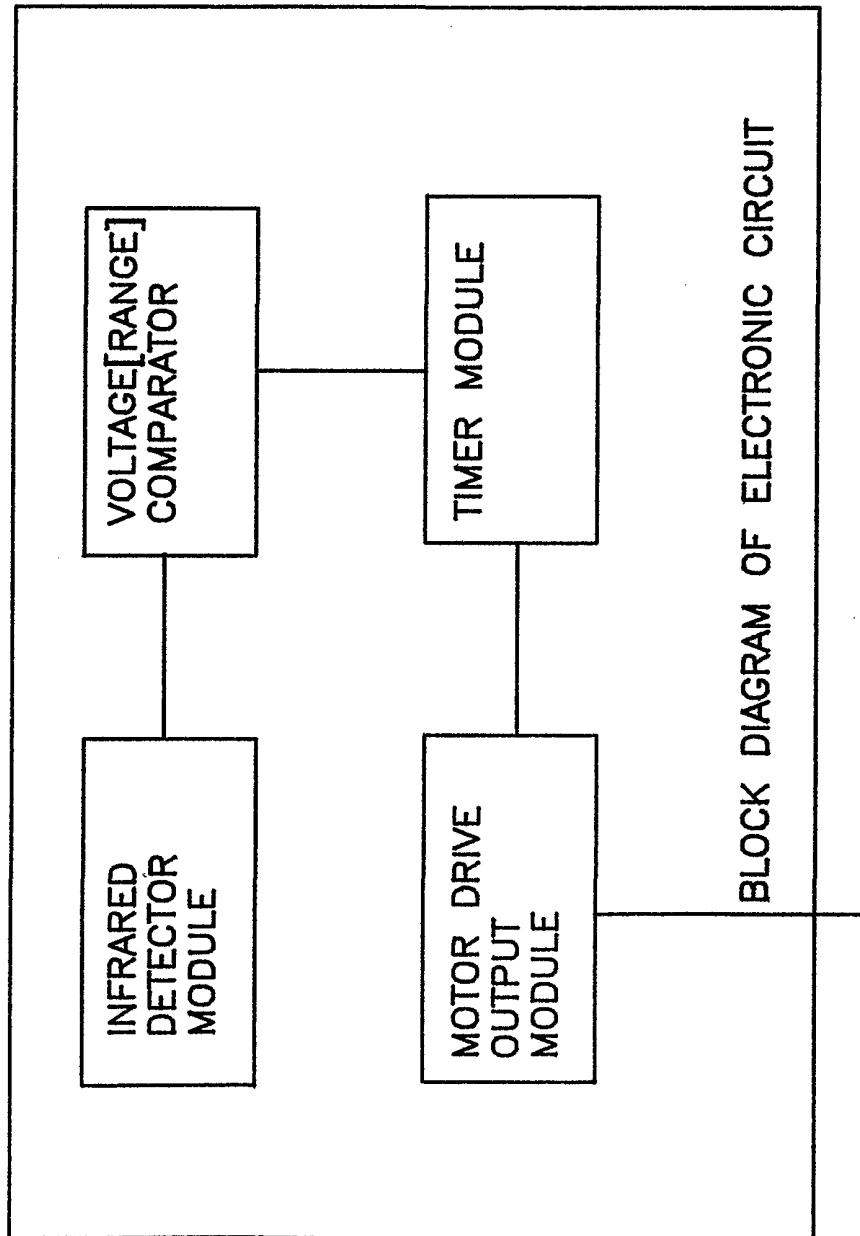 INFRARED
DETECTOR
MODULE
VOLTAGE[RANGE]
COMPARATOR
MOTOR DRIVE
OUTPUT
MODULE
TIMER MODULE
BLOCK DIAGRAM OF ELECTRONIC CIRCUIT